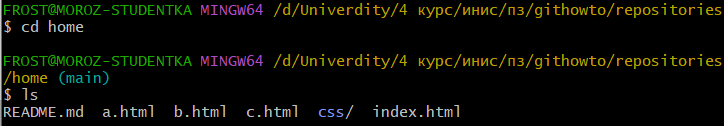 FROST@MOROZ-STUDENTKA MINGW64 /d/Univerdity/4 курс/инис/пз/githowto/repositories
$ cd home
FROST@MOROZ-STUDENTKA MINGW64 /d/Univerdity/4 курс/инис/пз/githowto/repositories
/home (main)
$ ls
README.md  a.html  b.html  c.html  css/  index.html